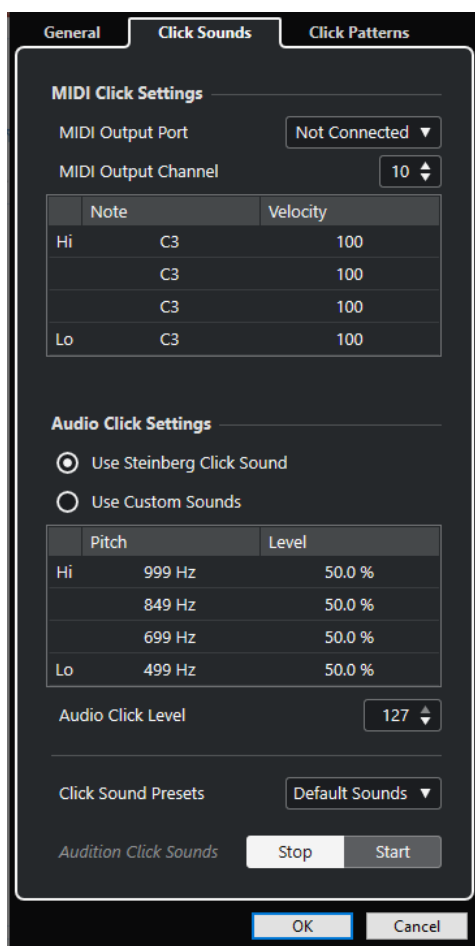 General Click Sounds Click Patterns
MIDI Click Settings
MIDI Output Port Not Connected
MIDI Output Channel 10
Note Velocity
Hi C3 100
C3 100
C3 100
Lo C3 100
Audio Click Settings
Use Steinberg Click Sound
Use Custom Sounds
Pitch Level
Hi 999 Hz 50.0 %
849 Hz 50.0 %
699 Hz 50.0 %
Lo 499 Hz 50.0 %
Audio Click Level 127
Click Sound Presets Default Sounds
Audition Click Sounds Stop Start
OK Cancel